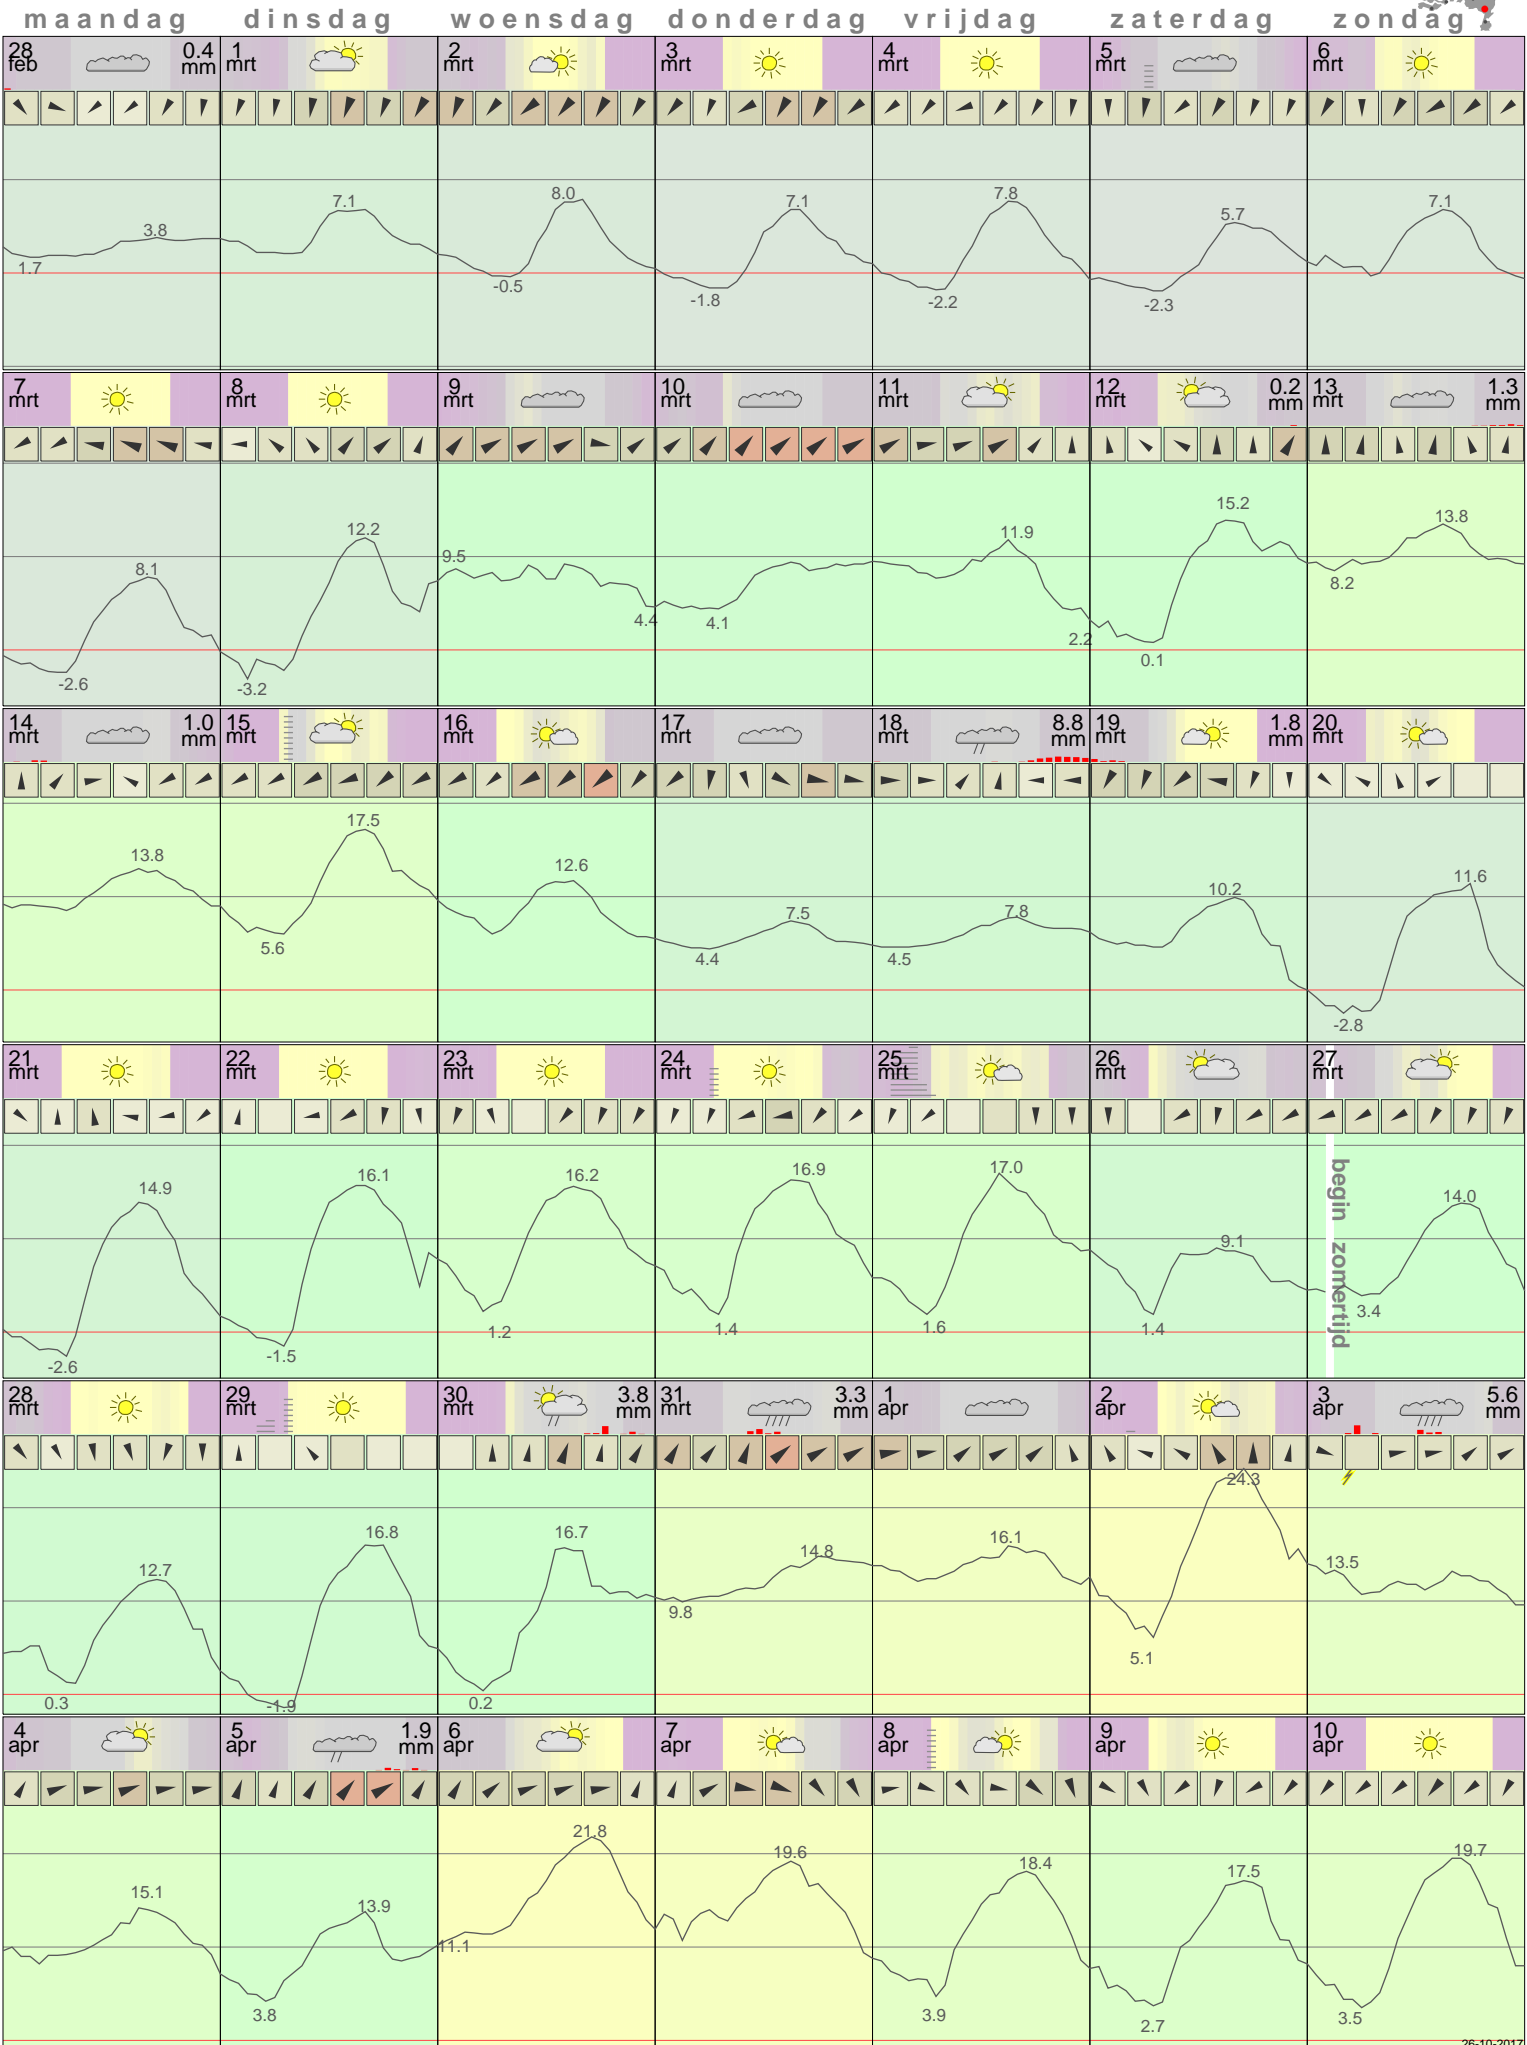 maandag dinsdag woensdag donderdag vrijdag zaterdag zondag
28 feb 0.4 mm 1 mrt 2 mrt 3 mrt 4 mrt 5 mrt 6 mrt
7.1 8.0 7.1 7.8 5.7 7.1
3.8
1.7 -0.5 -1.8 -2.2 -2.3
7 mrt 8 mrt 9 mrt 10 mrt 11 mrt 12 mrt 0.2 mm 13 mrt 1.3 mm
8.1 12.2 9.5 11.9 15.2 13.8
-2.6 -3.2 4.4 4.1 2.2 0.1 8.2
14 mrt 1.0 mm 15 mrt 16 mrt 17 mrt 18 mrt 8.8 mm 19 mrt 1.8 mm 20 mrt
13.8 17.5 12.6 7.5 7.8 10.2 11.6
5.6 4.4 4.5 -2.8
21 mrt 22 mrt 23 mrt 24 mrt 25 mrt 26 mrt 27 mrt
14.9 16.1 16.2 16.9 17.0 9.1 14.0
-2.6 -1.5 1.2 1.4 1.6 1.4 3.4
begin zomertijd
28 mrt 29 mrt 30 mrt 3.8 mm 31 mrt 3.3 mm 1 apr 2 apr 3 apr 5.6 mm
12.7 16.8 16.7 14.8 16.1 24.3 13.5
0.3 -1.9 0.2 9.8 5.1
4 apr 5 apr 1.9 mm 6 apr 7 apr 8 apr 9 apr 10 apr
15.1 13.9 21.8 19.6 18.4 17.5 19.7
3.8 11.1 3.9 2.7 3.5
26-10-2017